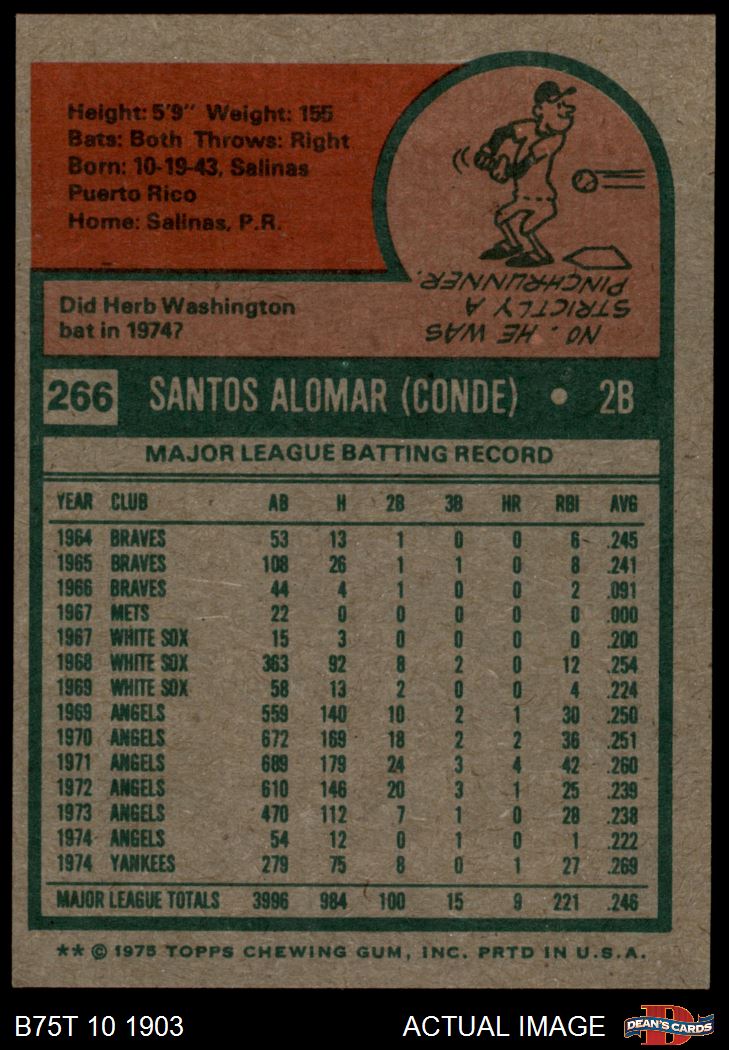 Height: 5'9" Weight: 155
Bats: Both Throws: Right
Born: 10-19-43, Salinas
Puerto Rico
Home: Salinas, P.R.
Did Herb Washington
bat in 1974?
NO. HE WAS
STRICTLY A
PINCH-RUNNER.
266 SANTOS ALOMAR (CONDE) • 2B
MAJOR LEAGUE BATTING RECORD
YEAR CLUB AB H 2B 3B HR RBI AVG
1964 BRAVES 53 13 1 0 0 6 .245
1965 BRAVES 108 26 1 1 0 8 .241
1966 BRAVES 44 4 1 0 0 2 .091
1967 METS 22 0 0 0 0 0 .000
1967 WHITE SOX 15 3 0 0 0 0 .200
1968 WHITE SOX 363 92 8 2 0 12 .254
1969 WHITE SOX 58 13 2 0 0 4 .224
1969 ANGELS 559 140 10 2 1 30 .250
1970 ANGELS 672 169 18 2 2 36 .251
1971 ANGELS 689 179 24 3 4 42 .260
1972 ANGELS 610 146 20 3 1 25 .239
1973 ANGELS 470 112 7 1 0 28 .238
1974 ANGELS 54 12 0 1 0 1 .222
1974 YANKEES 279 75 8 0 1 27 .269
MAJOR LEAGUE TOTALS 3996 984 100 15 9 221 .246
** © 1975 TOPPS CHEWING GUM, INC. PRTD IN U.S.A.
B75T 10 1903 ACTUAL IMAGE DEAN'S CARDS